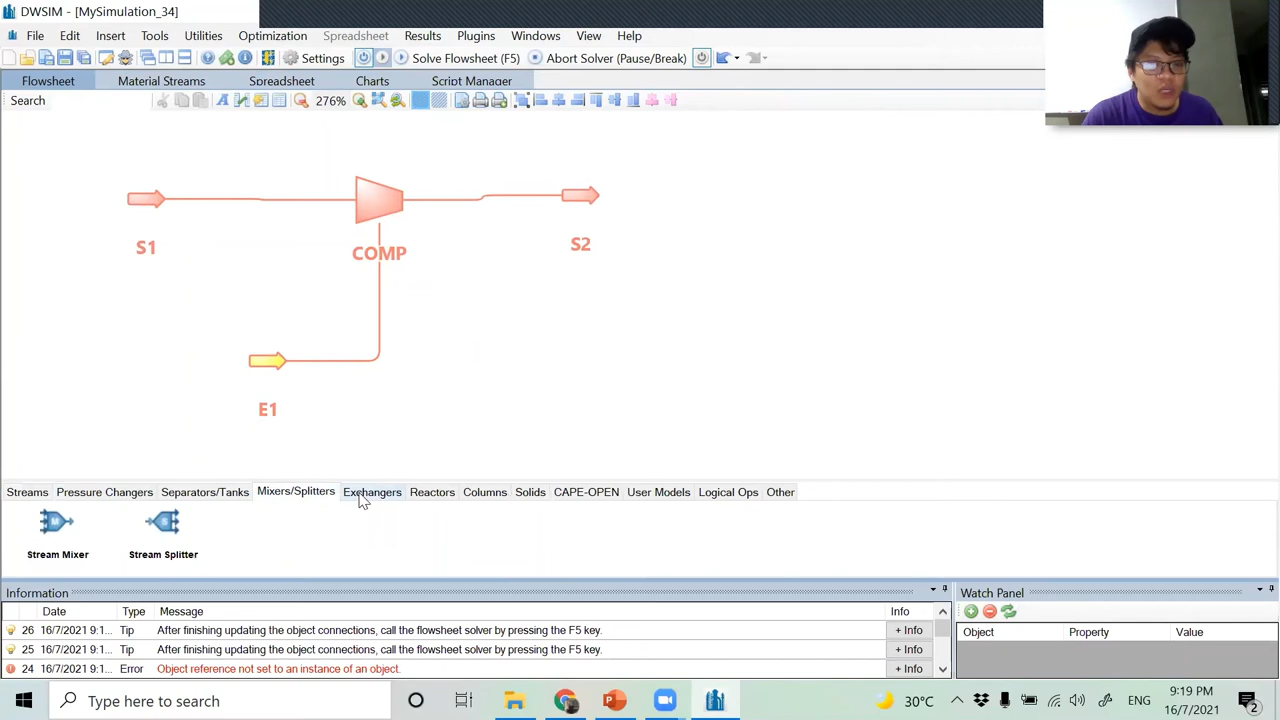 DWSIM - [MySimulation_34]
File Edit Insert Tools Utilities Optimization Spreadsheet Results Plugins Windows View Help
Settings Solve Flowsheet (F5) Abort Solver (Pause/Break)
Flowsheet Material Streams Spreadsheet Charts Script Manager
Search 276%
S1
COMP
S2
E1
Streams Pressure Changers Separators/Tanks Mixers/Splitters Exchangers Reactors Columns Solids CAPE-OPEN User Models Logical Ops Other
Stream Mixer Stream Splitter
Information Watch Panel
Date Type Message Info
26 16/7/2021 9:1... Tip After finishing updating the object connections, call the flowsheet solver by pressing the F5 key. + Info
Object Property Value
25 16/7/2021 9:1... Tip After finishing updating the object connections, call the flowsheet solver by pressing the F5 key. + Info
24 16/7/2021 9:1... Error Object reference not set to an instance of an object. + Info
Type here to search
30°C ENG
9:19 PM
16/7/2021
2